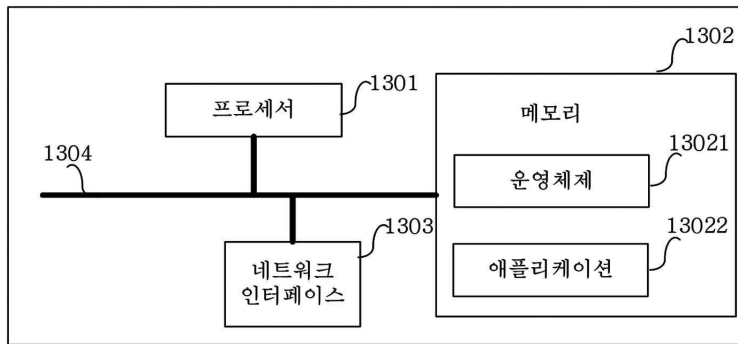 1302
1301
프로세서
메모리
1304
13021
운영체제
1303
13022
네트워크
인터페이스
애플리케이션